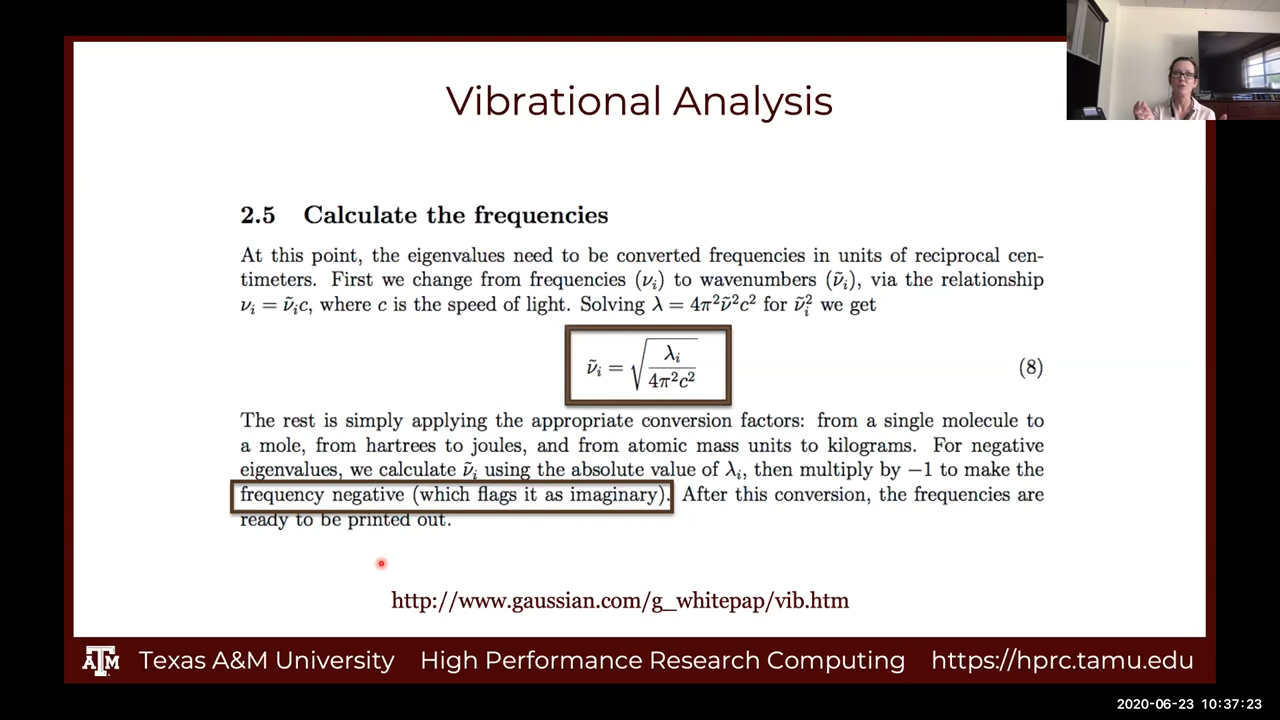 Vibrational Analysis
2.5 Calculate the frequencies
At this point, the eigenvalues need to be converted frequencies in units of reciprocal cen-
timeters. First we change from frequencies (νᵢ) to wavenumbers (ν̃ᵢ), via the relationship
νᵢ = ν̃ᵢc, where c is the speed of light. Solving λ = 4π²ν̃²c² for ν̃ᵢ² we get
ν̃ᵢ = √(λᵢ / 4π²c²) (8)
The rest is simply applying the appropriate conversion factors: from a single molecule to
a mole, from hartrees to joules, and from atomic mass units to kilograms. For negative
eigenvalues, we calculate ν̃ᵢ using the absolute value of λᵢ, then multiply by −1 to make the
frequency negative (which flags it as imaginary). After this conversion, the frequencies are
ready to be printed out.
http://www.gaussian.com/g_whitepap/vib.htm
ATM Texas A&M University High Performance Research Computing https://hprc.tamu.edu
2020-06-23 10:37:23